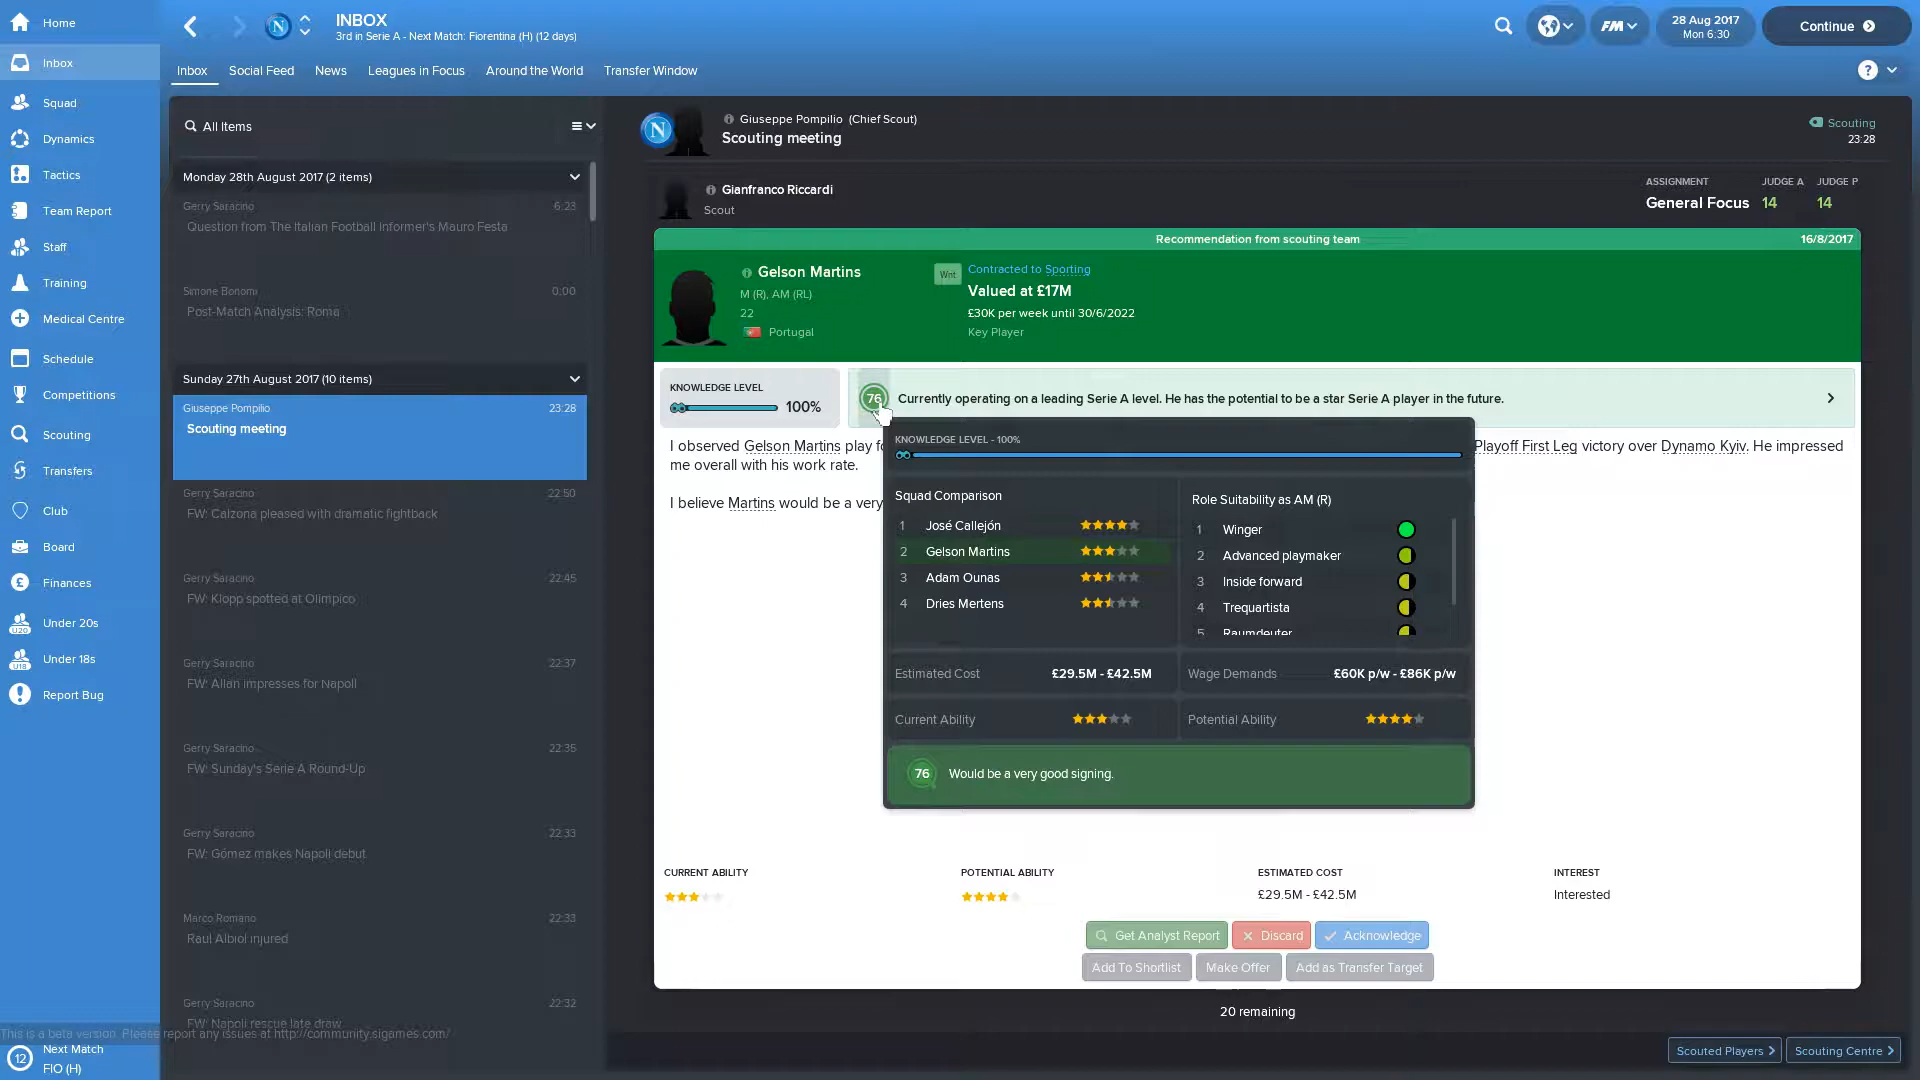 Home
Inbox
Squad
Dynamics
Tactics
Team Report
Staff
Training
Medical Centre
Schedule
Competitions
Scouting
Transfers
Club
Board
Finances
U20
Under 20s
U18
Under 18s
Report Bug
This is a beta version. Please report any issues at http://community.sigames.com/
12
Next Match
FIO (H)
N
INBOX
3rd in Serie A - Next Match: Fiorentina (H) (12 days)
FM
28 Aug 2017
Mon 6:30
Continue
Inbox
Social Feed
News
Leagues in Focus
Around the World
Transfer Window
?
All Items
Monday 28th August 2017 (2 items)
Gerry Saracino 6:23
Question from The Italian Football Informer's Mauro Festa
Simone Bonomi 0:00
Post-Match Analysis: Roma
Sunday 27th August 2017 (10 items)
Giuseppe Pompilio 23:28
Scouting meeting
Gerry Saracino 22:50
FW: Calzona pleased with dramatic fightback
Gerry Saracino 22:45
FW: Klopp spotted at Olimpico
Gerry Saracino 22:37
FW: Allan impresses for Napoli
Gerry Saracino 22:35
FW: Sunday's Serie A Round-Up
Gerry Saracino 22:33
FW: Gómez makes Napoli debut
Marco Romano 22:33
Raul Albiol injured
Gerry Saracino 22:32
FW: Napoli rescue late draw
N
Giuseppe Pompilio (Chief Scout)
Scouting meeting
Scouting
23:28
Gianfranco Riccardi
Scout
ASSIGNMENT JUDGE A JUDGE P
General Focus 14 14
Recommendation from scouting team 16/8/2017
Gelson Martins
M (R), AM (RL)
22
Portugal
Wnt
Contracted to Sporting
Valued at £17M
£30K per week until 30/6/2022
Key Player
KNOWLEDGE LEVEL
100%
76
Currently operating on a leading Serie A level. He has the potential to be a star Serie A player in the future.
I observed Gelson Martins play
Playoff First Leg victory over Dynamo Kyiv. He impressed
me overall with his work rate.
I believe Martins would be a very
KNOWLEDGE LEVEL - 100%
Squad Comparison
1 José Callejón
2 Gelson Martins
3 Adam Ounas
4 Dries Mertens
Role Suitability as AM (R)
1 Winger
2 Advanced playmaker
3 Inside forward
4 Trequartista
5 Raumdeuter
Estimated Cost £29.5M - £42.5M
Wage Demands £60K p/w - £86K p/w
Current Ability
Potential Ability
76 Would be a very good signing.
CURRENT ABILITY
POTENTIAL ABILITY
ESTIMATED COST
£29.5M - £42.5M
INTEREST
Interested
Get Analyst Report
Discard
Acknowledge
Add To Shortlist
Make Offer
Add as Transfer Target
20 remaining
Scouted Players
Scouting Centre